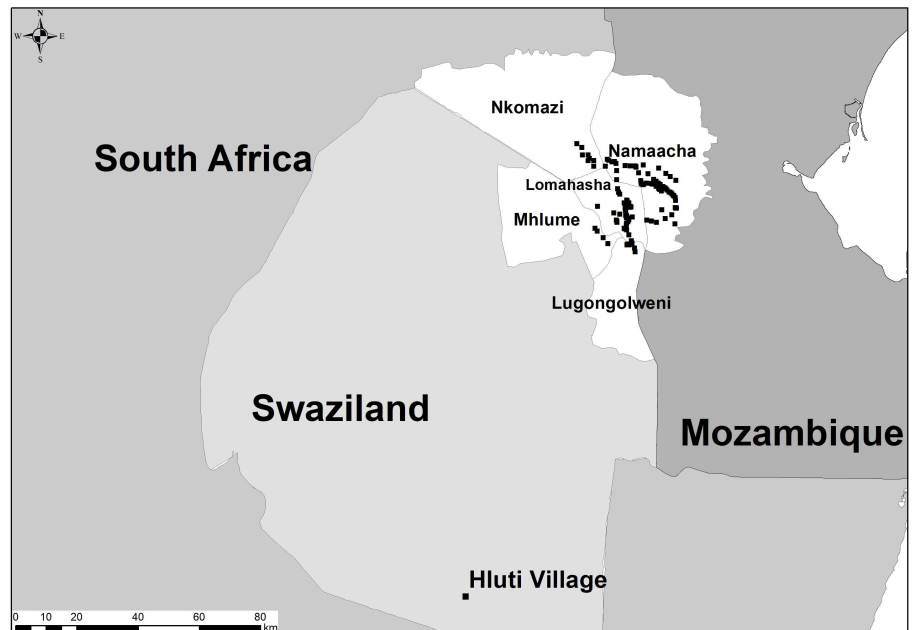 N
W E
S
Nkomazi
South Africa
Namaacha
Lomahasha
Mhlume
Lugongolweni
Swaziland
Mozambique
Hluti Village
0 10 20 40 60 80
km